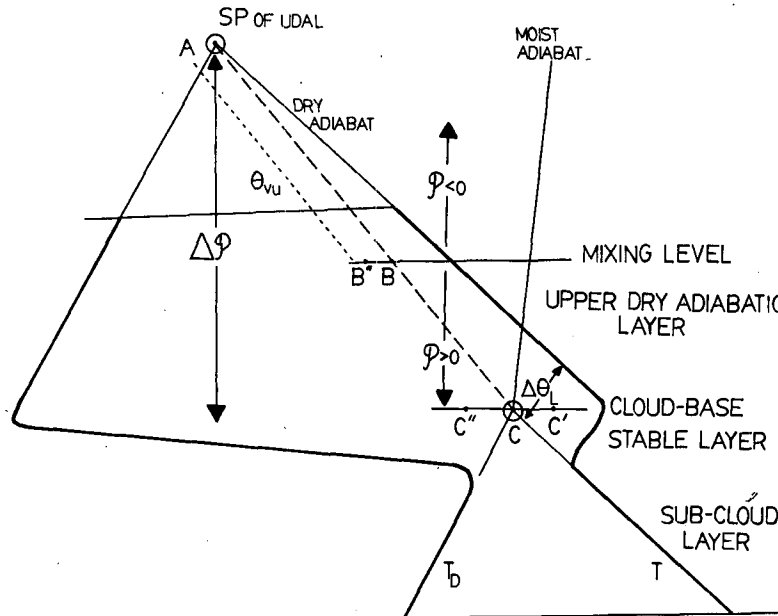 SP OF UDAL
A
MOIST
ADIABAT
DRY
ADIABAT
θvu
𝒫<0
Δ𝒫
MIXING LEVEL
B" B
UPPER DRY ADIABATIC
LAYER
𝒫>0
ΔθL
CLOUD-BASE
C" C C'
STABLE LAYER
SUB-CLOUD
LAYER
TD T